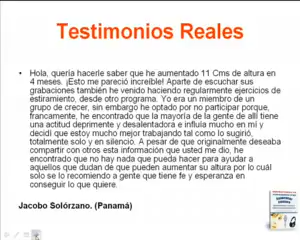 Testimonios Reales
• Hola, quería hacerle saber que he aumentado 11 Cms de altura en
4 meses. ¡Esto me pareció increíble! Aparte de escuchar sus
grabaciones también he venido haciendo regularmente ejercicios de
estiramiento, desde otro programa. Yo era un miembro de un
grupo de crecer, sin embargo he optado por no participar porque,
francamente, he encontrado que la mayoría de la gente de allí tiene
una actitud deprimente y desalentadora e influía mucho en mí y
decidí que estoy mucho mejor trabajando tal como lo sugirió,
totalmente solo y en silencio. A pesar de que originalmente deseaba
compartir con otros esta información que usted me dio, he
encontrado que no hay nada que pueda hacer para ayudar a
aquellos que dudan de que pueden aumentar su altura por lo cuál
solo se lo recomiendo a gente que tiene fe y esperanza en
conseguir lo que quiere.
Jacobo Solórzano. (Panamá)